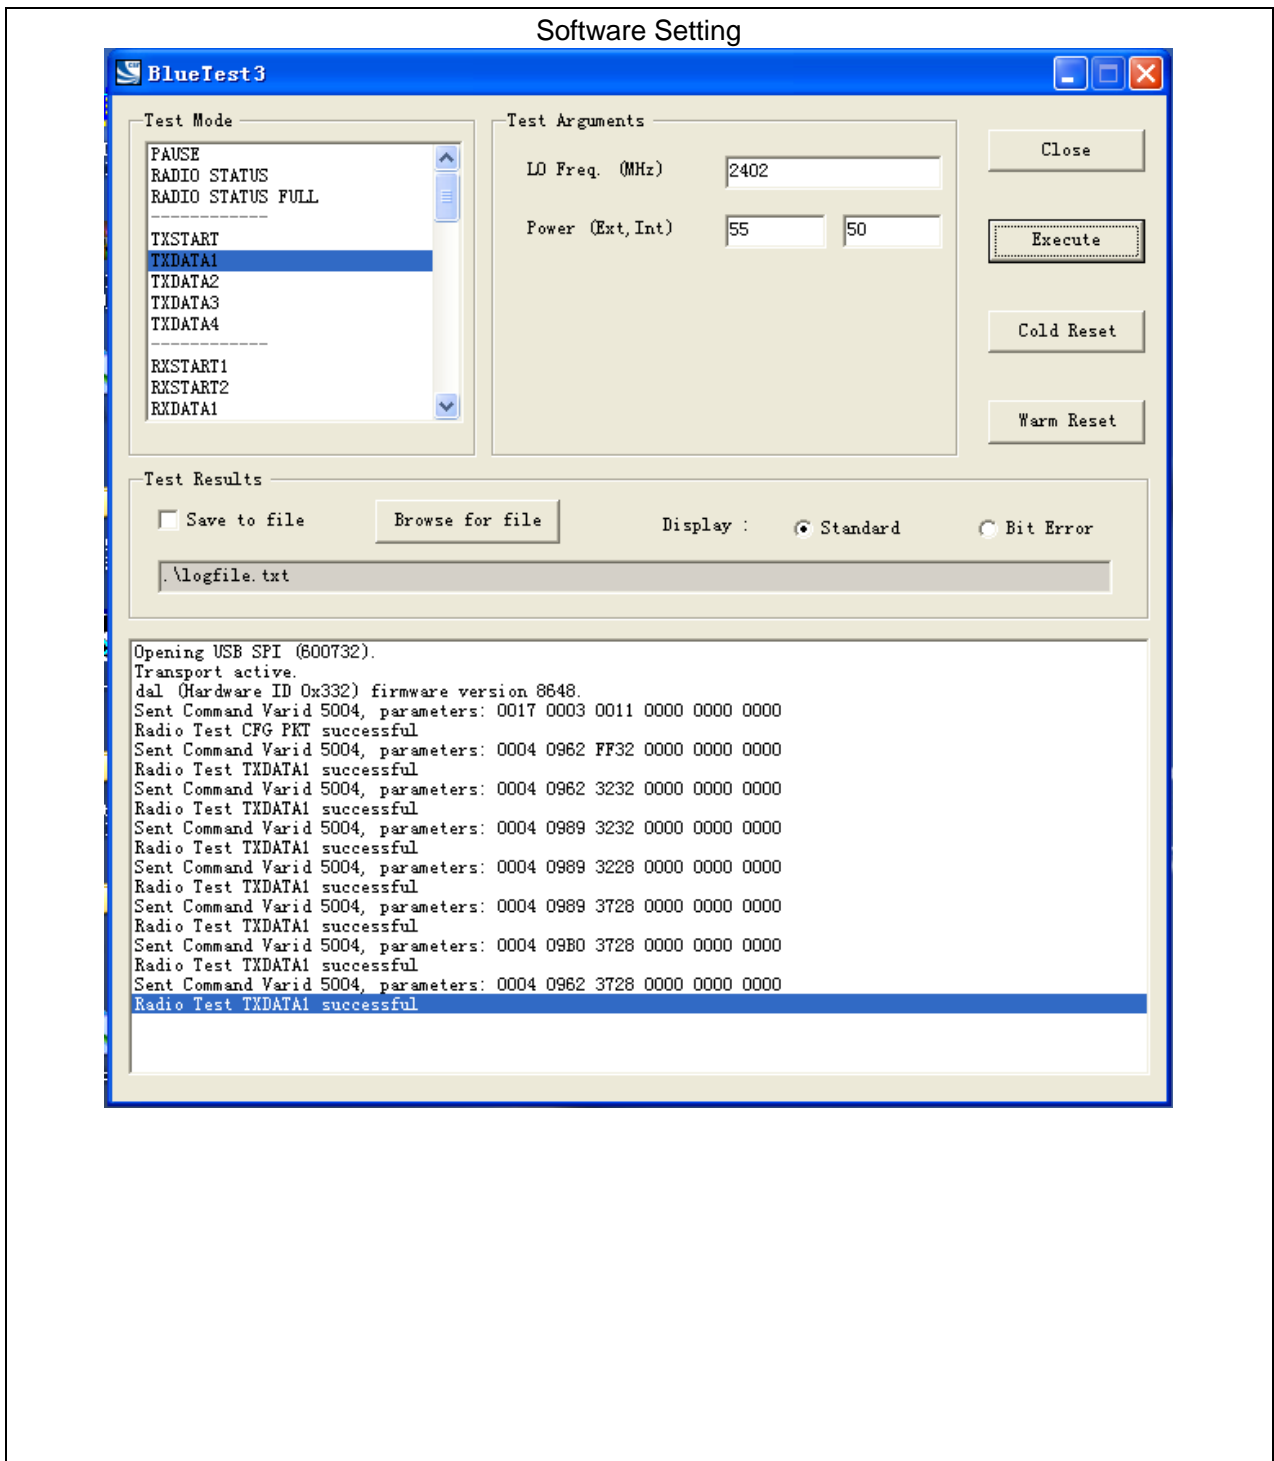 Software Setting
BlueTest3
Test Mode
PAUSE
RADIO STATUS
RADIO STATUS FULL
------------
TXSTART
TXDATA1
TXDATA2
TXDATA3
TXDATA4
------------
RXSTART1
RXSTART2
RXDATA1
Test Arguments
LO Freq. (MHz) 2402
Power (Ext,Int) 55 50
Close
Execute
Cold Reset
Warm Reset
Test Results
Save to file Browse for file Display : Standard Bit Error
.\logfile.txt
Opening USB SPI (600732).
Transport active.
dal (Hardware ID 0x332) firmware version 8648.
Sent Command Varid 5004, parameters: 0017 0003 0011 0000 0000 0000
Radio Test CFG PKT successful
Sent Command Varid 5004, parameters: 0004 0962 FF32 0000 0000 0000
Radio Test TXDATA1 successful
Sent Command Varid 5004, parameters: 0004 0962 3232 0000 0000 0000
Radio Test TXDATA1 successful
Sent Command Varid 5004, parameters: 0004 0989 3232 0000 0000 0000
Radio Test TXDATA1 successful
Sent Command Varid 5004, parameters: 0004 0989 3228 0000 0000 0000
Radio Test TXDATA1 successful
Sent Command Varid 5004, parameters: 0004 0989 3728 0000 0000 0000
Radio Test TXDATA1 successful
Sent Command Varid 5004, parameters: 0004 09B0 3728 0000 0000 0000
Radio Test TXDATA1 successful
Sent Command Varid 5004, parameters: 0004 0962 3728 0000 0000 0000
Radio Test TXDATA1 successful